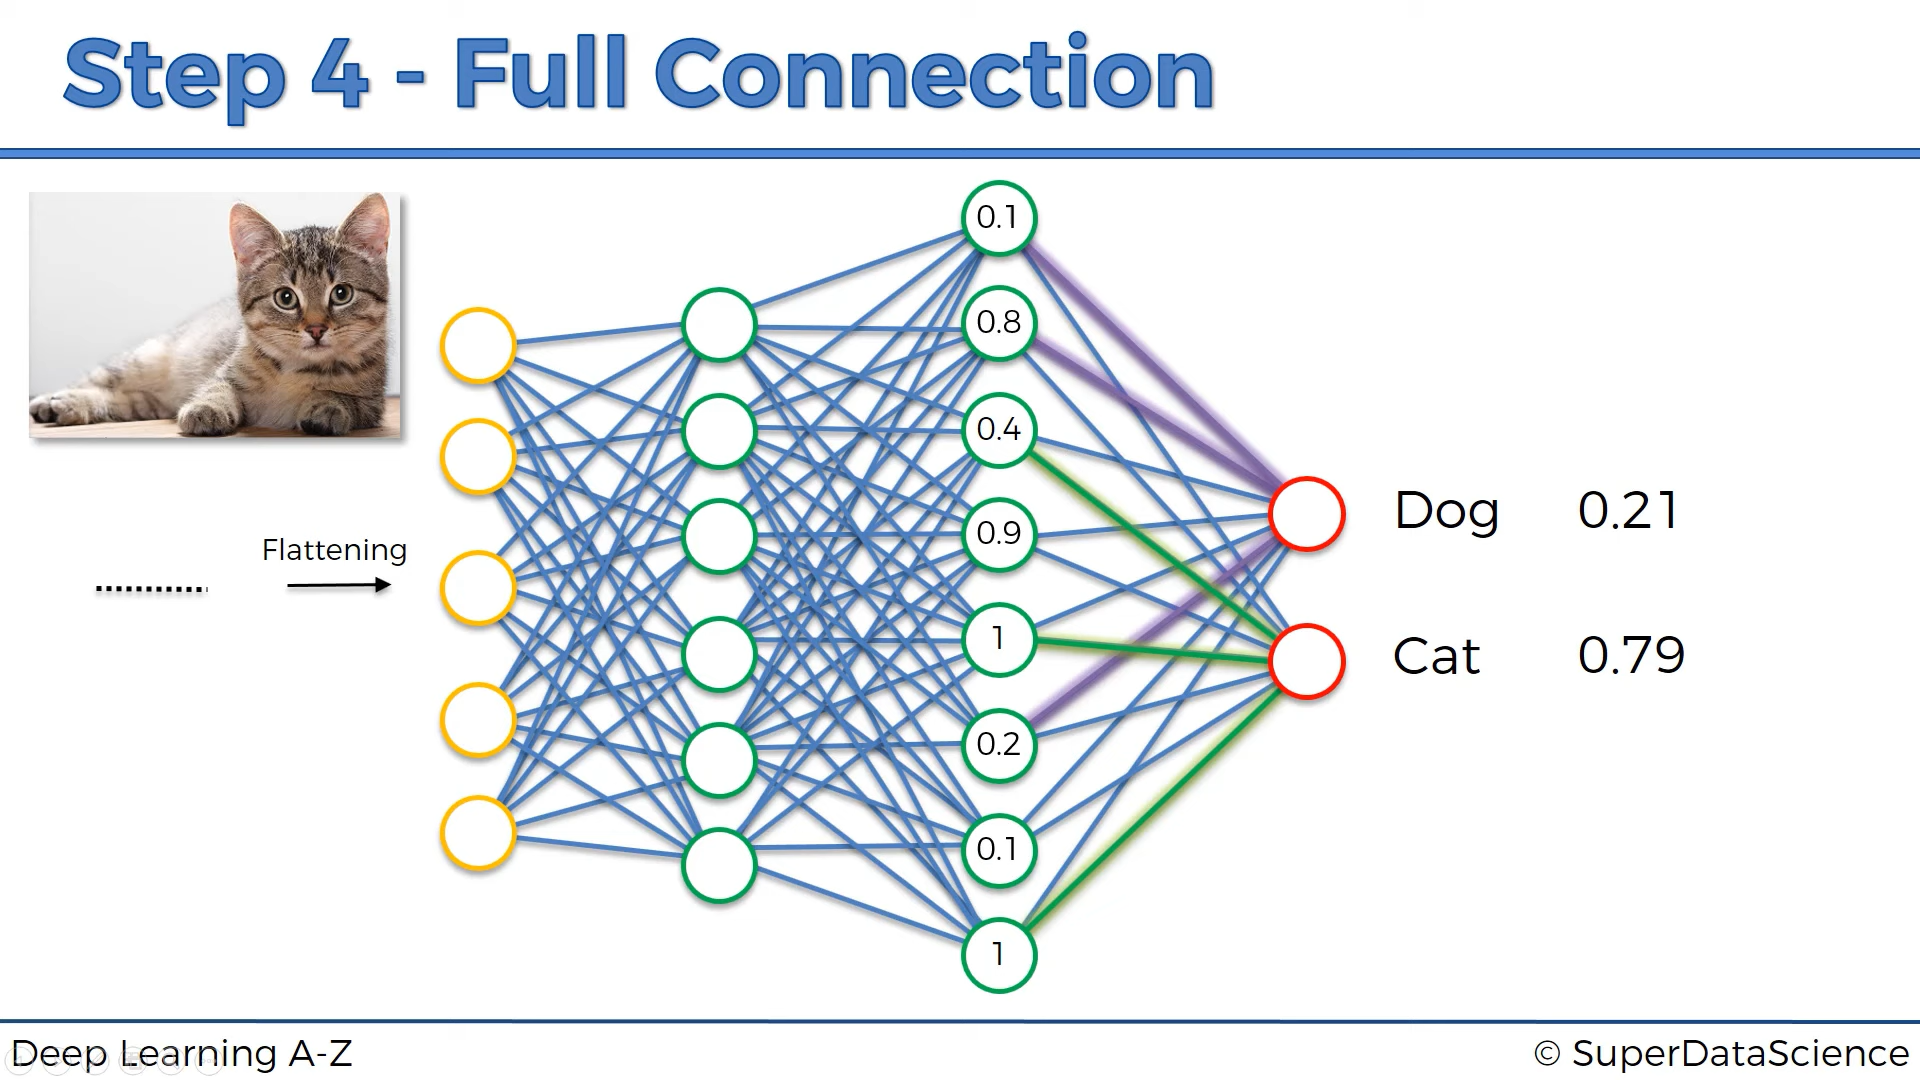 Step 4 - Full Connection
0.1
0.8
0.4
0.9
1
0.2
0.1
1
Dog 0.21
Cat 0.79
Flattening
Deep Learning A-Z
© SuperDataScience